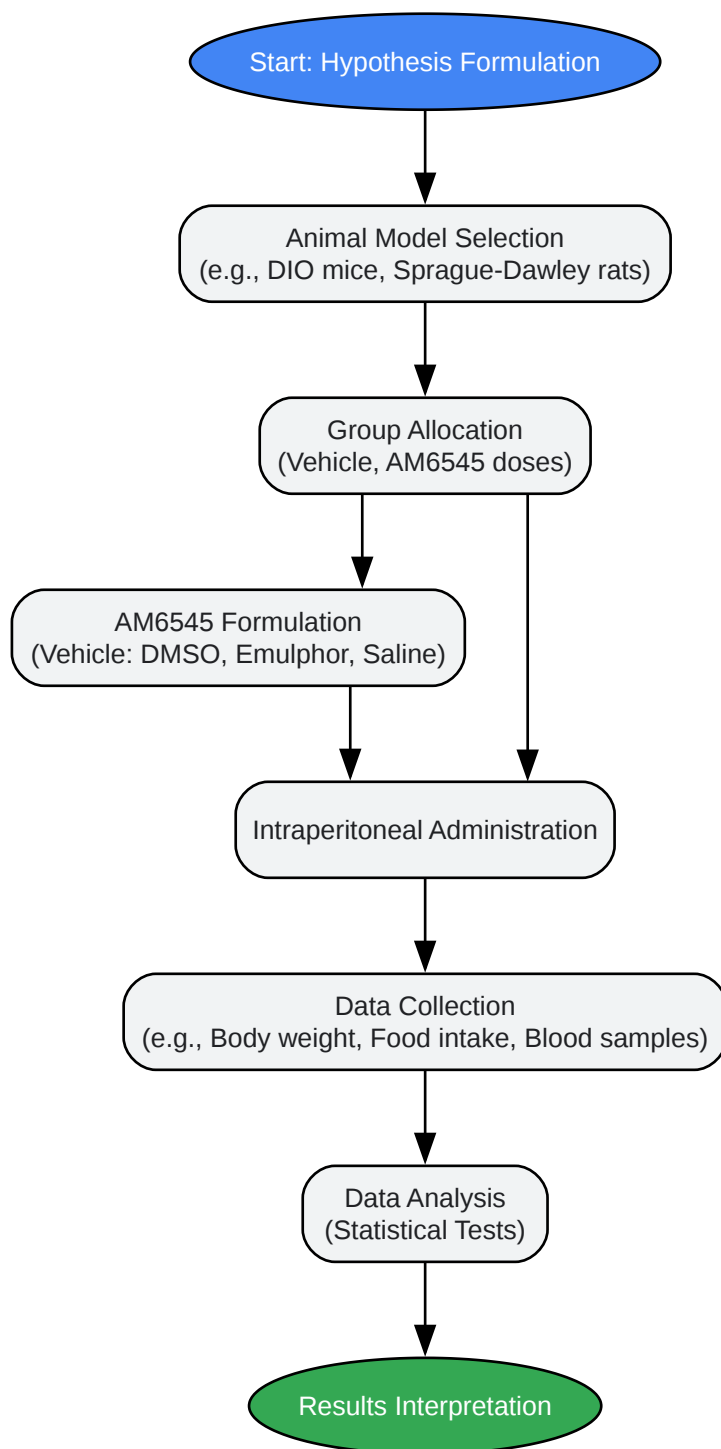 Start: Hypothesis Formulation
Animal Model Selection
(e.g., DIO mice, Sprague-Dawley rats)
Group Allocation
(Vehicle, AM6545 doses)
AM6545 Formulation
(Vehicle: DMSO, Emulphor, Saline)
Intraperitoneal Administration
Data Collection
(e.g., Body weight, Food intake, Blood samples)
Data Analysis
(Statistical Tests)
Results Interpretation